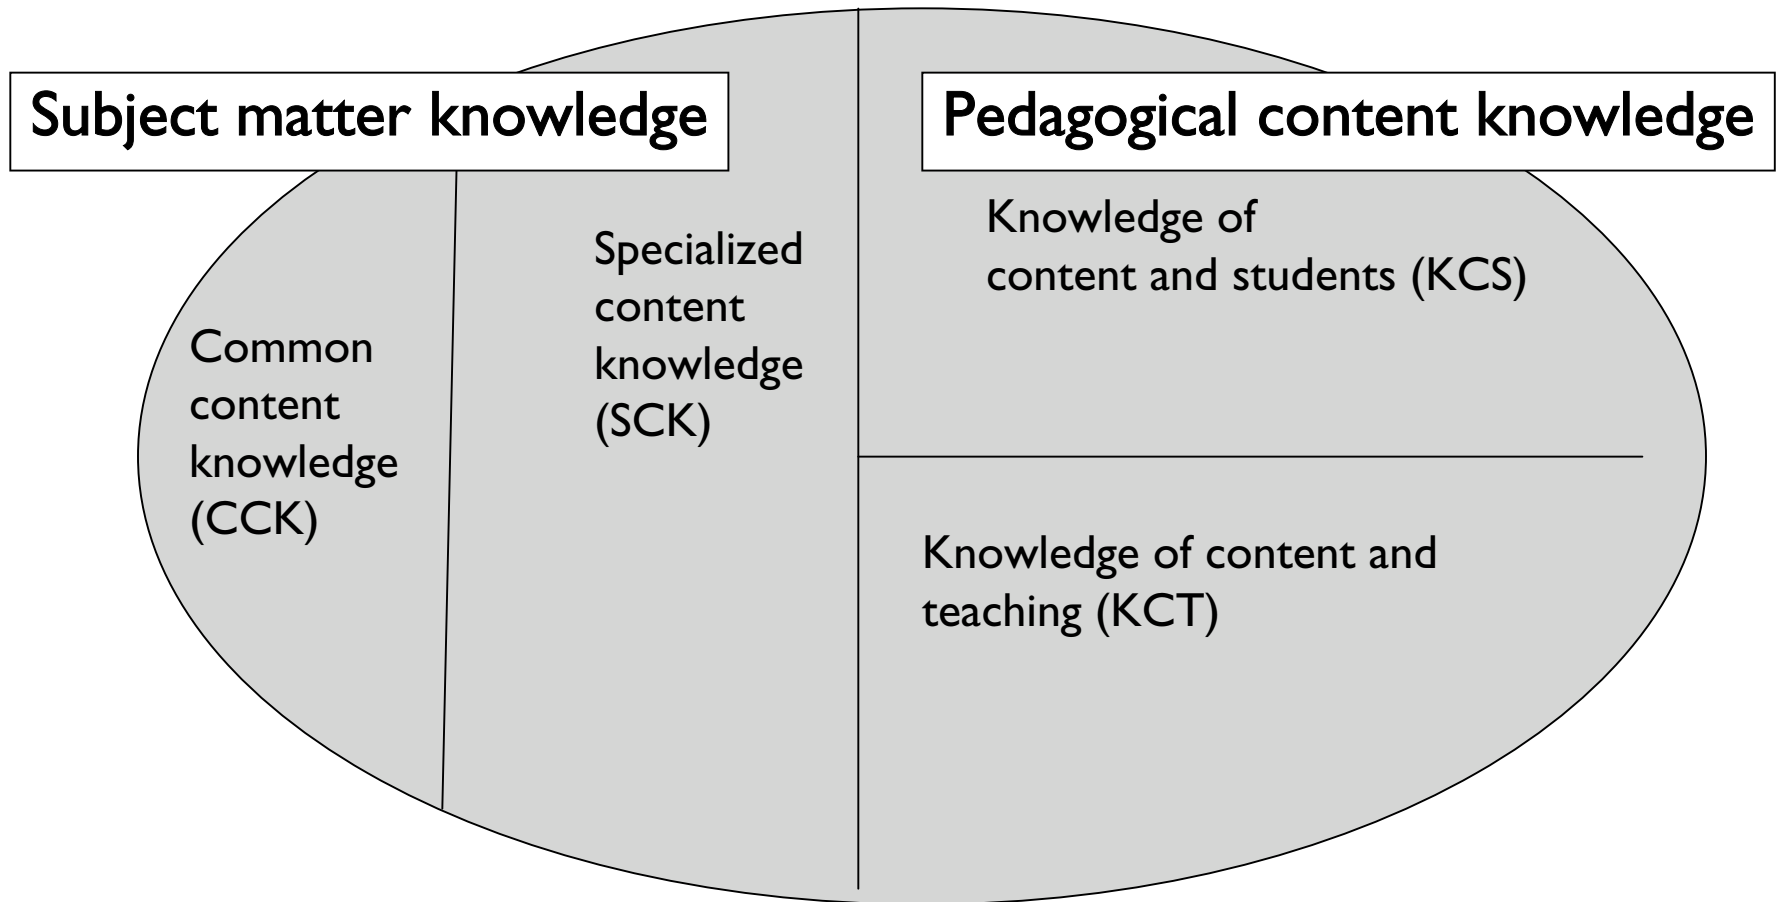 Subject matter knowledge
Pedagogical content knowledge
Common
content
knowledge
(CCK)
Specialized
content
knowledge
(SCK)
Knowledge of
content and students (KCS)
Knowledge of content and
teaching (KCT)